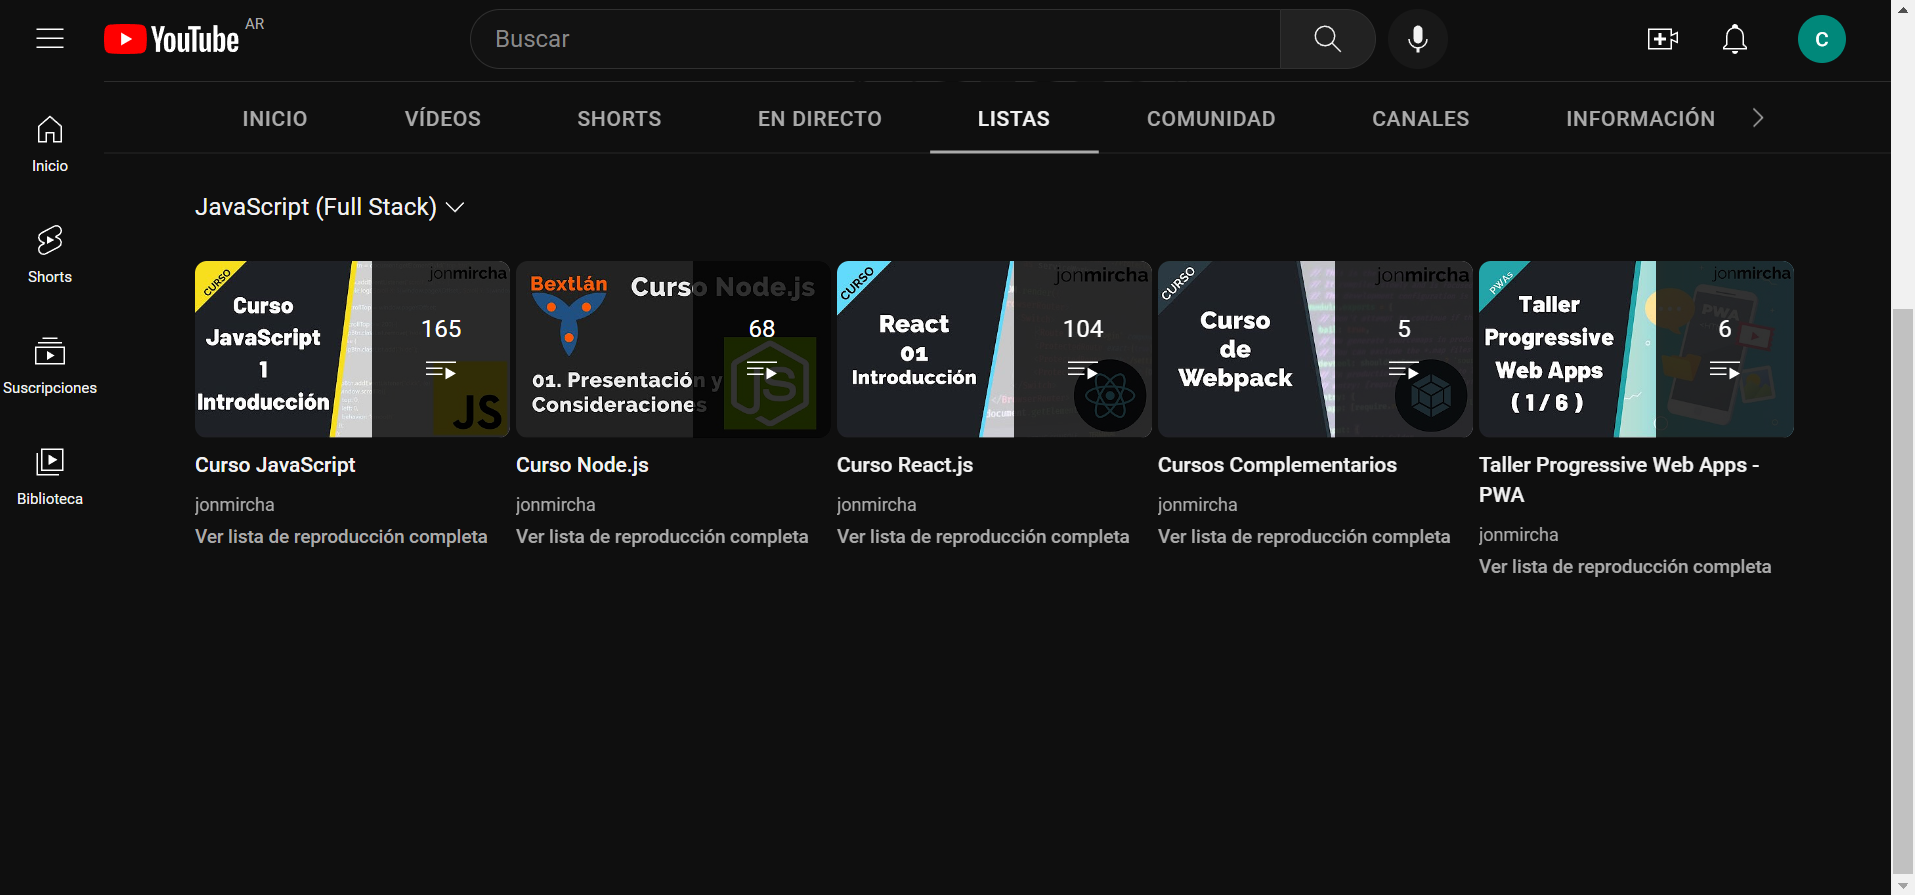 YouTube AR
Buscar
C
INICIO VÍDEOS SHORTS EN DIRECTO LISTAS COMUNIDAD CANALES INFORMACIÓN
Inicio
Shorts
Suscripciones
Biblioteca
JavaScript (Full Stack)
CURSO
jonmircha
Curso
JavaScript
1
Introducción
165
JS
Curso JavaScript
jonmircha
Ver lista de reproducción completa
Bextlán
Curso Node.js
68
01. Presentación y
Consideraciones
JS
Curso Node.js
jonmircha
Ver lista de reproducción completa
CURSO
jonmircha
React
01
Introducción
104
Curso React.js
jonmircha
Ver lista de reproducción completa
CURSO
jonmircha
Curso
de
Webpack
5
Cursos Complementarios
jonmircha
Ver lista de reproducción completa
PWAs
jonmircha
Taller
Progressive
Web Apps
( 1 / 6 )
PWA
6
Taller Progressive Web Apps -
PWA
jonmircha
Ver lista de reproducción completa